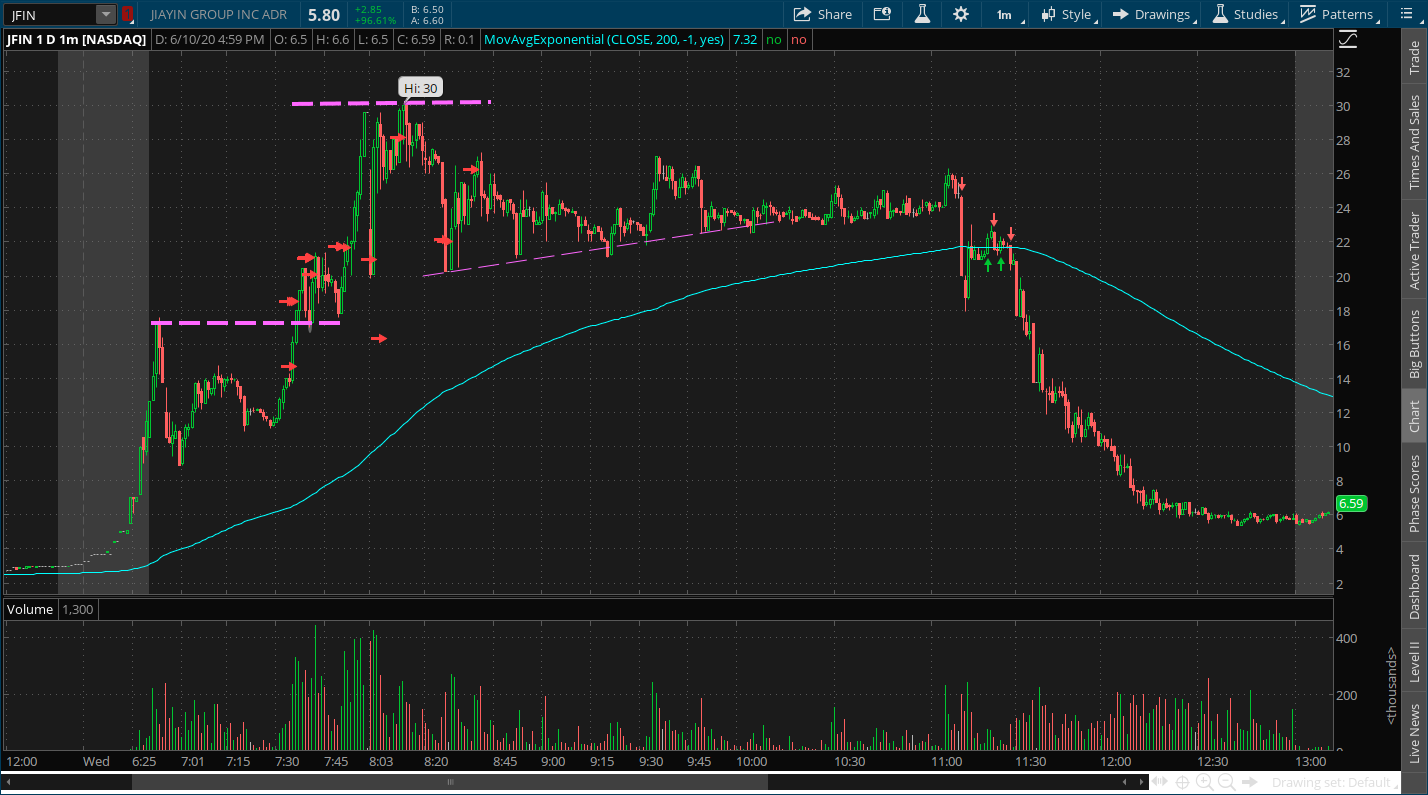 JFIN 1 JIAYIN GROUP INC ADR 5.80 +2.85 +96.61% B: 6.50 A: 6.60 Share 1m Style Drawings Studies Patterns
JFIN 1 D 1m [NASDAQ] D: 6/10/20 4:59 PM O: 6.5 H: 6.6 L: 6.5 C: 6.59 R: 0.1 MovAvgExponential (CLOSE, 200, -1, yes) 7.32 no no
Hi: 30
32
30
28
26
24
22
20
18
16
14
12
10
8
6.59
6
4
2
Volume 1,300
400
200
0
<thousands>
12:00 Wed 6:25 7:01 7:15 7:30 7:45 8:03 8:20 8:45 9:00 9:15 9:30 9:45 10:00 10:30 11:00 11:30 12:00 12:30 13:00
Drawing set: Default
Trade
Times And Sales
Active Trader
Big Buttons
Chart
Phase Scores
Dashboard
Level II
Live News